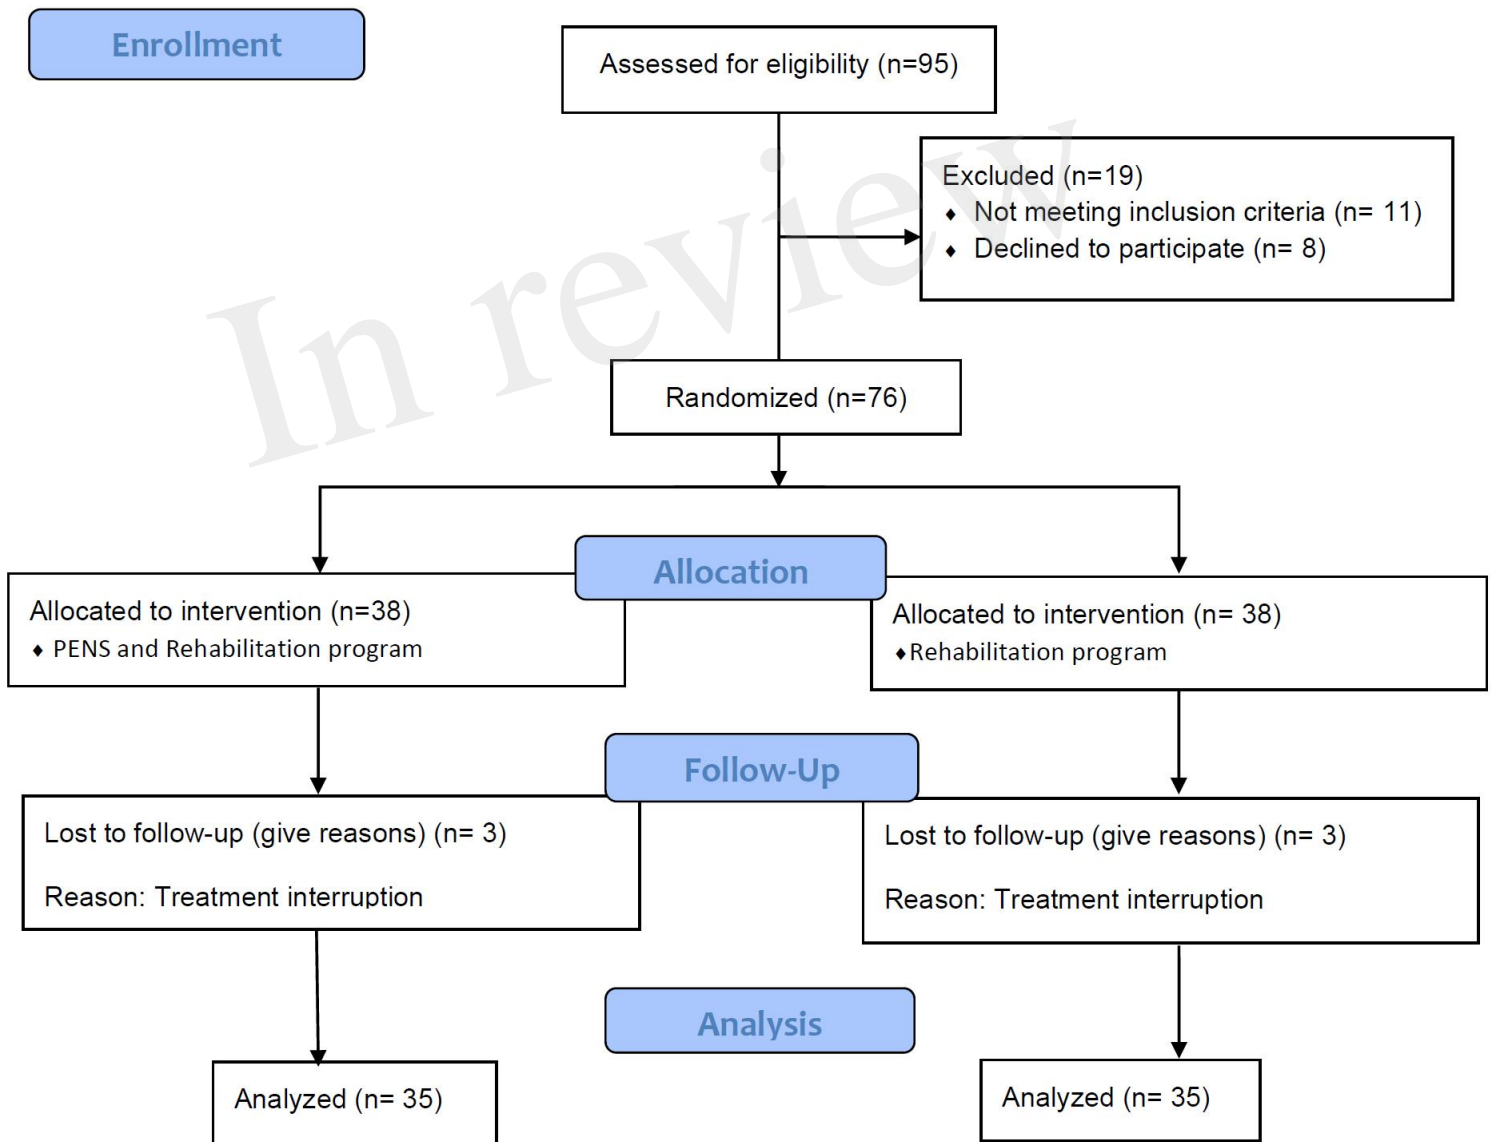 Enrollment
Assessed for eligibility (n=95)
Excluded (n=19)
♦ Not meeting inclusion criteria (n= 11)
♦ Declined to participate (n= 8)
In review
Randomized (n=76)
Allocation
Allocated to intervention (n=38)
♦ PENS and Rehabilitation program
Allocated to intervention (n= 38)
♦Rehabilitation program
Follow-Up
Lost to follow-up (give reasons) (n= 3)
Reason: Treatment interruption
Lost to follow-up (give reasons) (n= 3)
Reason: Treatment interruption
Analysis
Analyzed (n= 35)
Analyzed (n= 35)